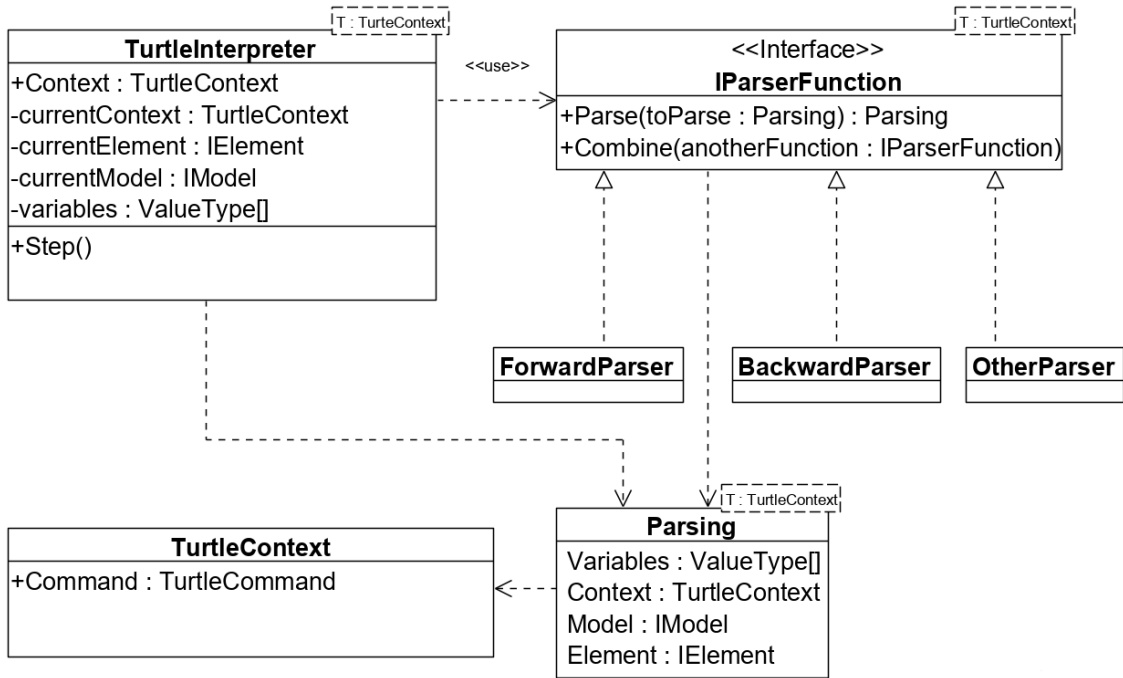 T : TurteContext
TurtleInterpreter
+Context : TurtleContext
-currentContext : TurtleContext
-currentElement : IElement
-currentModel : IModel
-variables : ValueType[]
+Step()
<<use>>
T : TurtleContext
<<Interface>>
IParserFunction
+Parse(toParse : Parsing) : Parsing
+Combine(anotherFunction : IParserFunction)
ForwardParser
BackwardParser
OtherParser
T : TurtleContext
Parsing
Variables : ValueType[]
Context : TurtleContext
Model : IModel
Element : IElement
TurtleContext
+Command : TurtleCommand